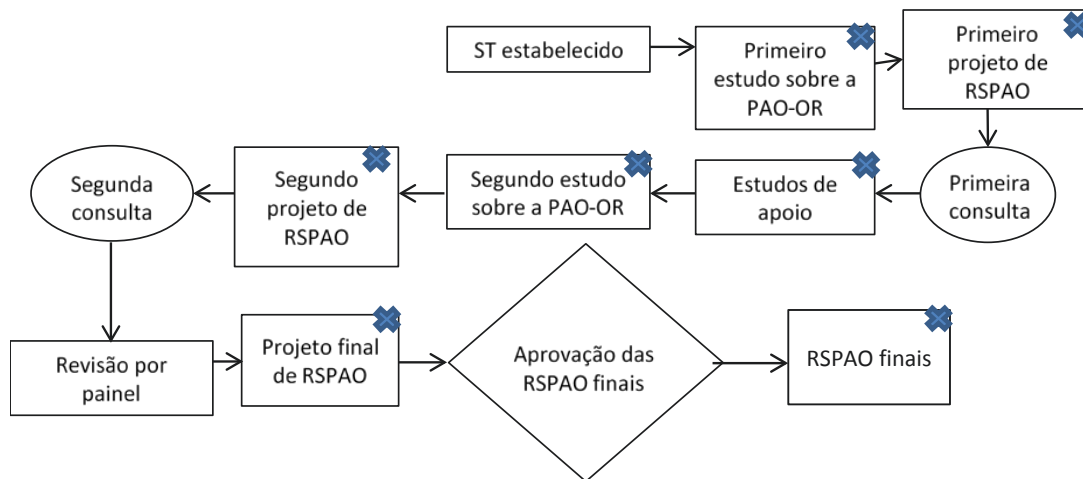 ST estabelecido
Primeiro
estudo sobre a
PAO-OR
Primeiro
projeto de
RSPAO
Primeira
consulta
Estudos de
apoio
Segundo estudo
sobre a PAO-OR
Segundo
projeto de
RSPAO
Segunda
consulta
Revisão por
painel
Projeto final
de RSPAO
Aprovação das
RSPAO finais
RSPAO finais